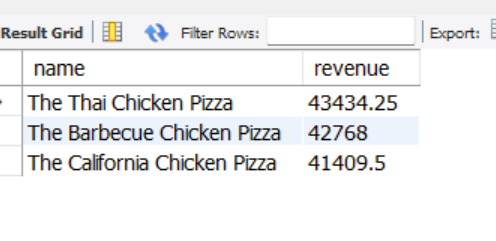 Result Grid Filter Rows: Export:
name revenue
The Thai Chicken Pizza 43434.25
The Barbecue Chicken Pizza 42768
The California Chicken Pizza 41409.5